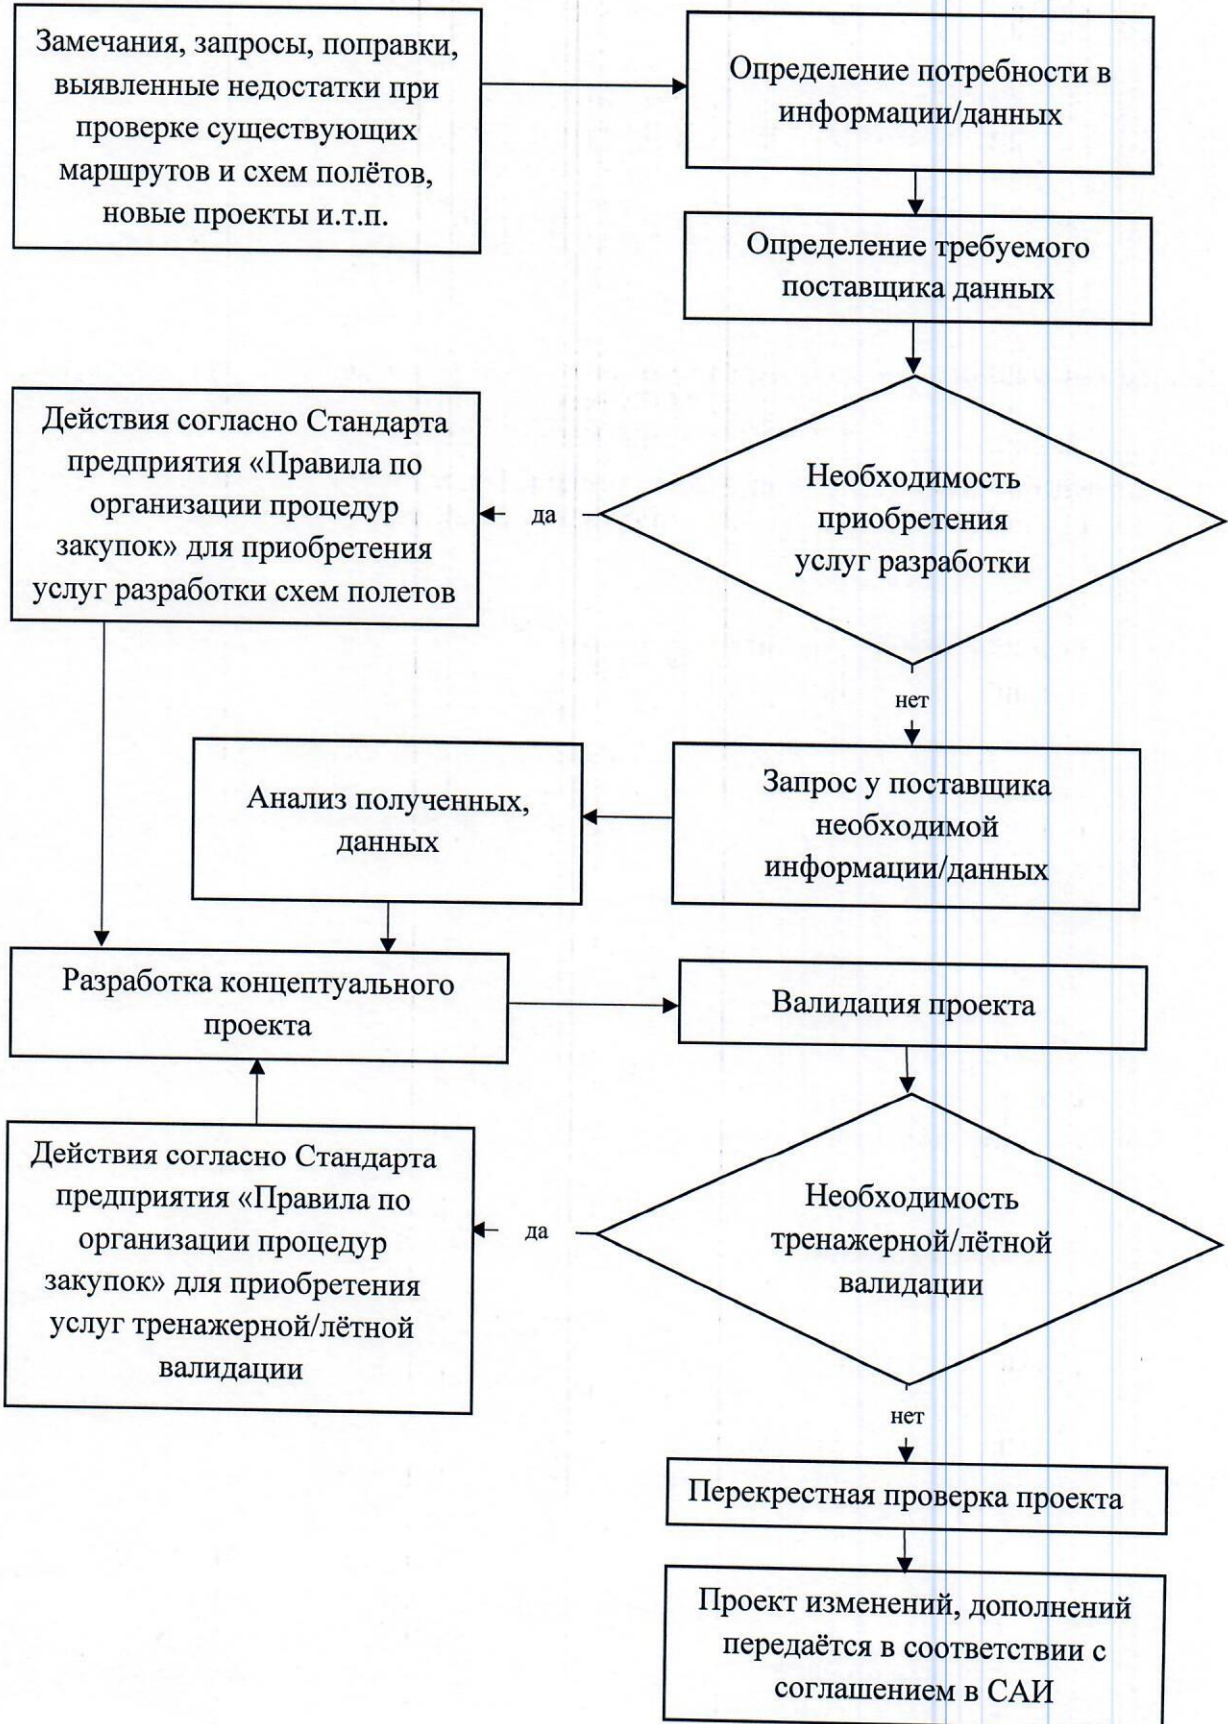 Замечания, запросы, поправки,
выявленные недостатки при
проверке существующих
маршрутов и схем полётов,
новые проекты и.т.п.
Определение потребности в
информации/данных
Определение требуемого
поставщика данных
Необходимость
приобретения
услуг разработки
да
Действия согласно Стандарта
предприятия «Правила по
организации процедур
закупок» для приобретения
услуг разработки схем полетов
нет
Запрос у поставщика
необходимой
информации/данных
Анализ полученных,
данных
Разработка концептуального
проекта
Валидация проекта
Необходимость
тренажерной/лётной
валидации
да
Действия согласно Стандарта
предприятия «Правила по
организации процедур
закупок» для приобретения
услуг тренажерной/лётной
валидации
нет
Перекрестная проверка проекта
Проект изменений, дополнений
передаётся в соответствии с
соглашением в САИ